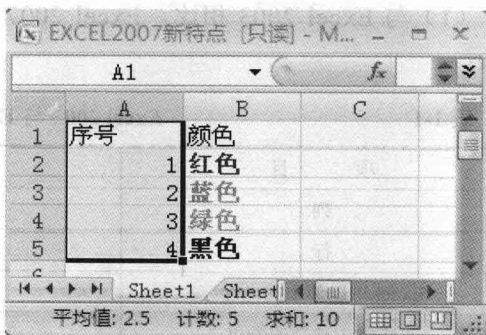 EXCEL2007新特点 [只读] - M...
A1 fx
A B C
1 序号 颜色
2 1 红色
3 2 蓝色
4 3 绿色
5 4 黑色
Sheet1 Sheet
平均值: 2.5 计数: 5 求和: 10